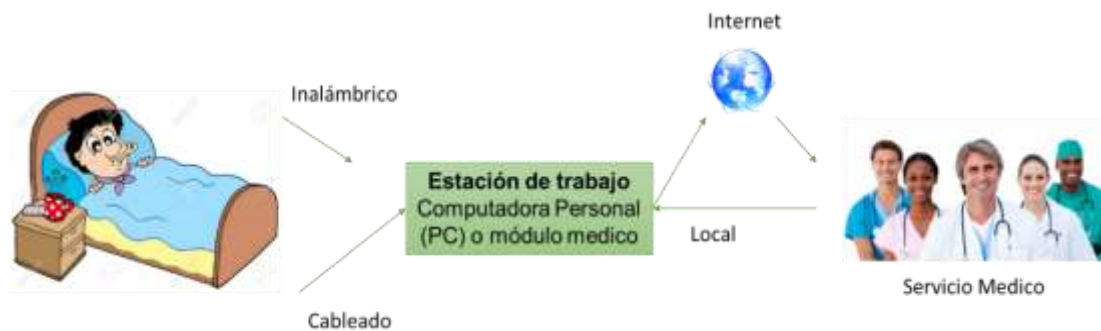 Internet
Inalámbrico
Estación de trabajo
Computadora Personal
(PC) o módulo medico
Local
Servicio Medico
Cableado